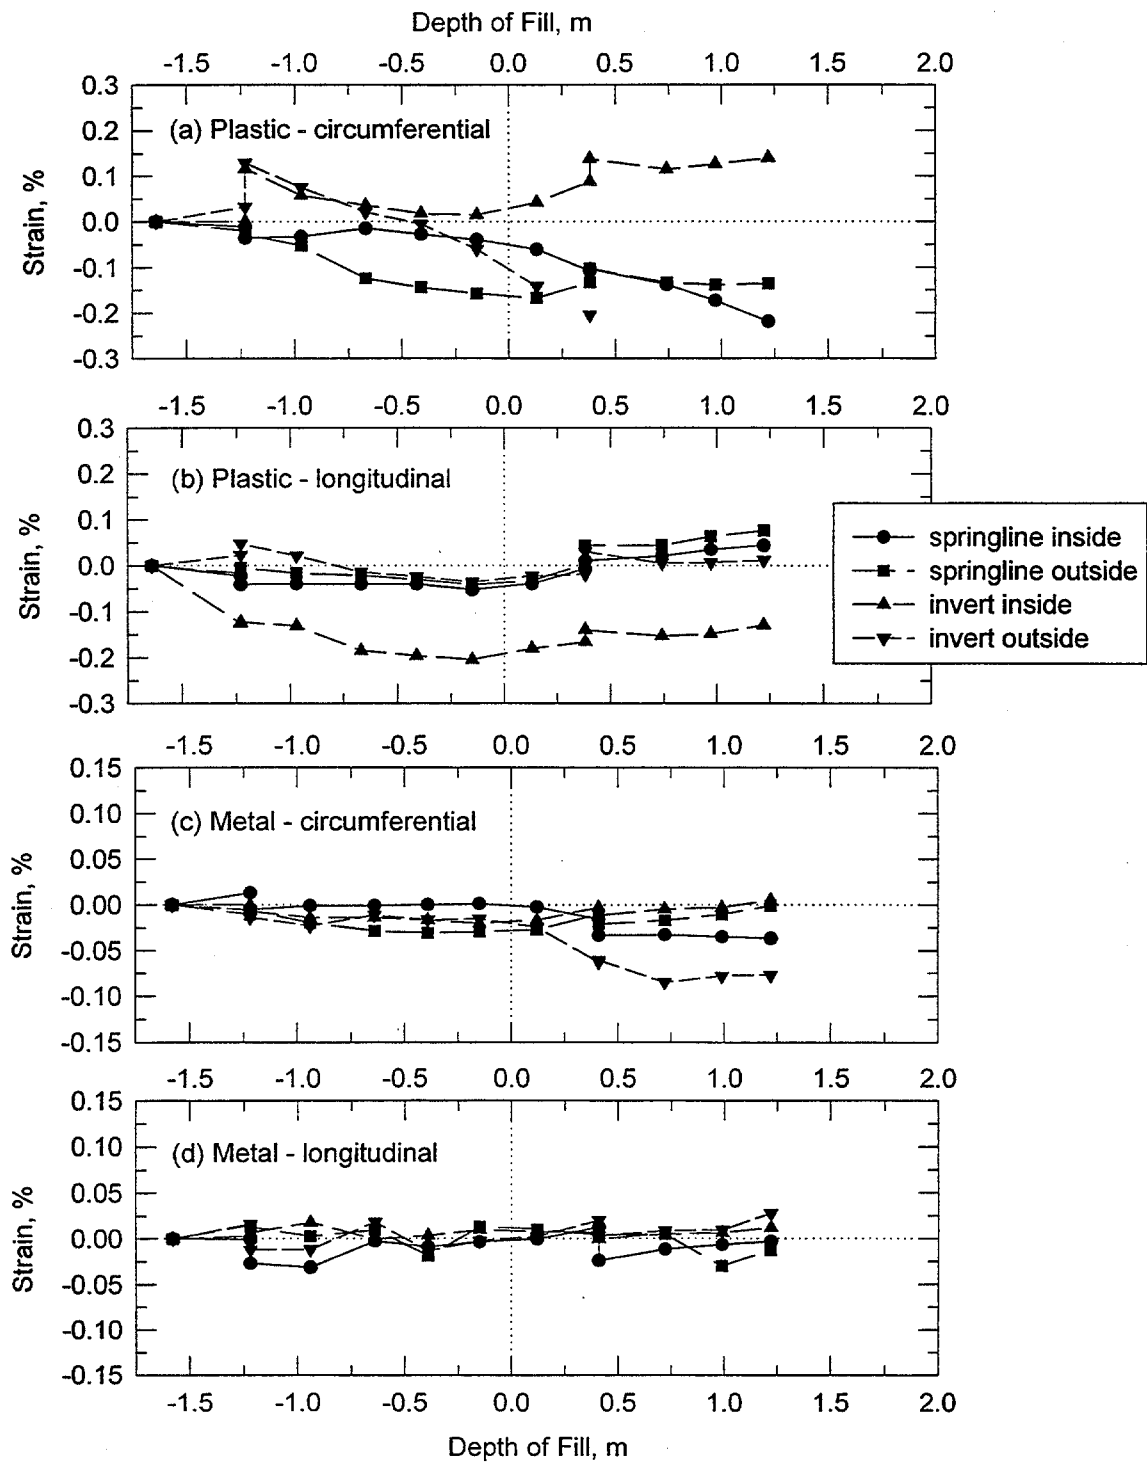 Depth of Fill, m
-1.5 -1.0 -0.5 0.0 0.5 1.0 1.5 2.0
0.3
0.2
0.1
0.0
-0.1
-0.2
-0.3
Strain, %
(a) Plastic - circumferential
-1.5 -1.0 -0.5 0.0 0.5 1.0 1.5 2.0
0.3
0.2
0.1
0.0
-0.1
-0.2
-0.3
Strain, %
(b) Plastic - longitudinal
springline inside
springline outside
invert inside
invert outside
-1.5 -1.0 -0.5 0.0 0.5 1.0 1.5 2.0
0.15
0.10
0.05
0.00
-0.05
-0.10
-0.15
Strain, %
(c) Metal - circumferential
-1.5 -1.0 -0.5 0.0 0.5 1.0 1.5 2.0
0.15
0.10
0.05
0.00
-0.05
-0.10
-0.15
Strain, %
(d) Metal - longitudinal
-1.5 -1.0 -0.5 0.0 0.5 1.0 1.5 2.0
Depth of Fill, m